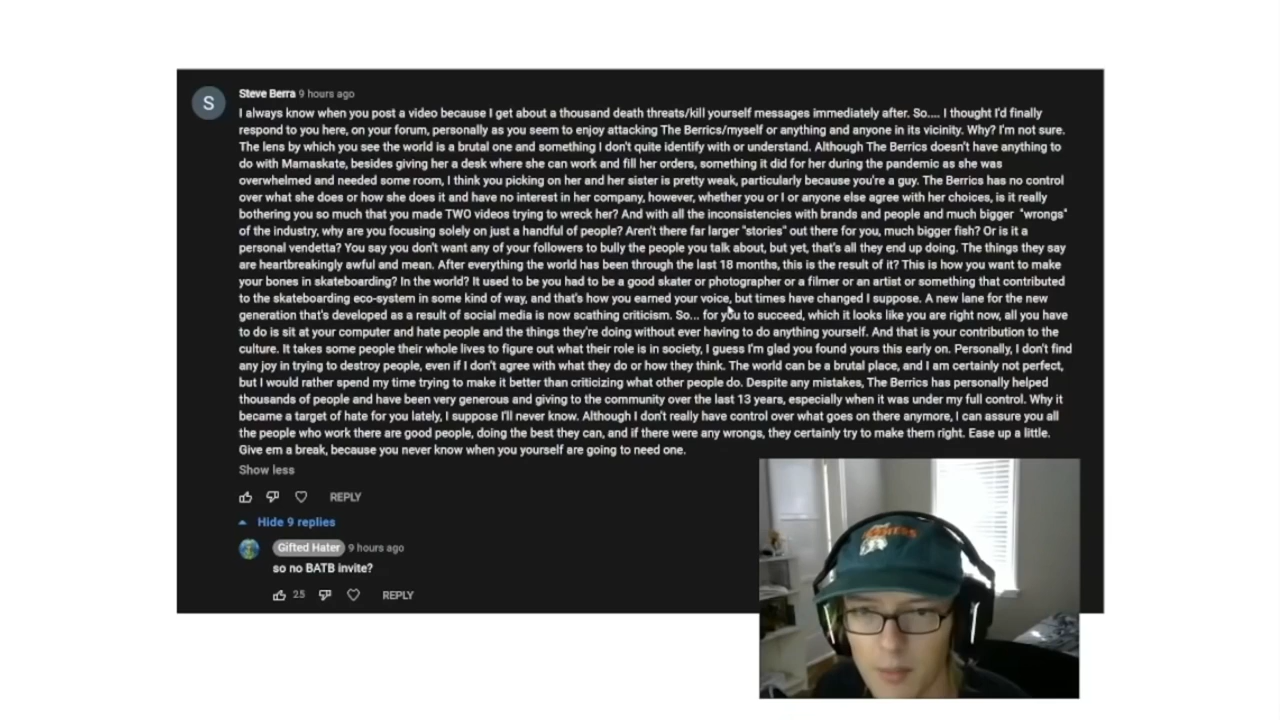 S
Steve Berra 9 hours ago
I always know when you post a video because I get about a thousand death threats/kill yourself messages immediately after. So.... I thought I'd finally
respond to you here, on your forum, personally as you seem to enjoy attacking The Berrics/myself or anything and anyone in its vicinity. Why? I'm not sure.
The lens by which you see the world is a brutal one and something I don't quite identify with or understand. Although The Berrics doesn't have anything to
do with Mamaskate, besides giving her a desk where she can work and fill her orders, something it did for her during the pandemic as she was
overwhelmed and needed some room, I think you picking on her and her sister is pretty weak, particularly because you're a guy. The Berrics has no control
over what she does or how she does it and have no interest in her company, however, whether you or I or anyone else agree with her choices, is it really
bothering you so much that you made TWO videos trying to wreck her? And with all the inconsistencies with brands and people and much bigger "wrongs"
of the industry, why are you focusing solely on just a handful of people? Aren't there far larger "stories" out there for you, much bigger fish? Or is it a
personal vendetta? You say you don't want any of your followers to bully the people you talk about, but yet, that's all they end up doing. The things they say
are heartbreakingly awful and mean. After everything the world has been through the last 18 months, this is the result of it? This is how you want to make
your bones in skateboarding? In the world? It used to be you had to be a good skater or photographer or a filmer or an artist or something that contributed
to the skateboarding eco-system in some kind of way, and that's how you earned your voice, but times have changed I suppose. A new lane for the new
generation that's developed as a result of social media is now scathing criticism. So... for you to succeed, which it looks like you are right now, all you have
to do is sit at your computer and hate people and the things they're doing without ever having to do anything yourself. And that is your contribution to the
culture. It takes some people their whole lives to figure out what their role is in society, I guess I'm glad you found yours this early on. Personally, I don't find
any joy in trying to destroy people, even if I don't agree with what they do or how they think. The world can be a brutal place, and I am certainly not perfect,
but I would rather spend my time trying to make it better than criticizing what other people do. Despite any mistakes, The Berrics has personally helped
thousands of people and have been very generous and giving to the community over the last 13 years, especially when it was under my full control. Why it
became a target of hate for you lately, I suppose I'll never know. Although I don't really have control over what goes on there anymore, I can assure you all
the people who work there are good people, doing the best they can, and if there were any wrongs, they certainly try to make them right. Ease up a little.
Give em a break, because you never know when you yourself are going to need one.
Show less
REPLY
Hide 9 replies
Gifted Hater 9 hours ago
so no BATB invite?
25 REPLY
HOOTERS